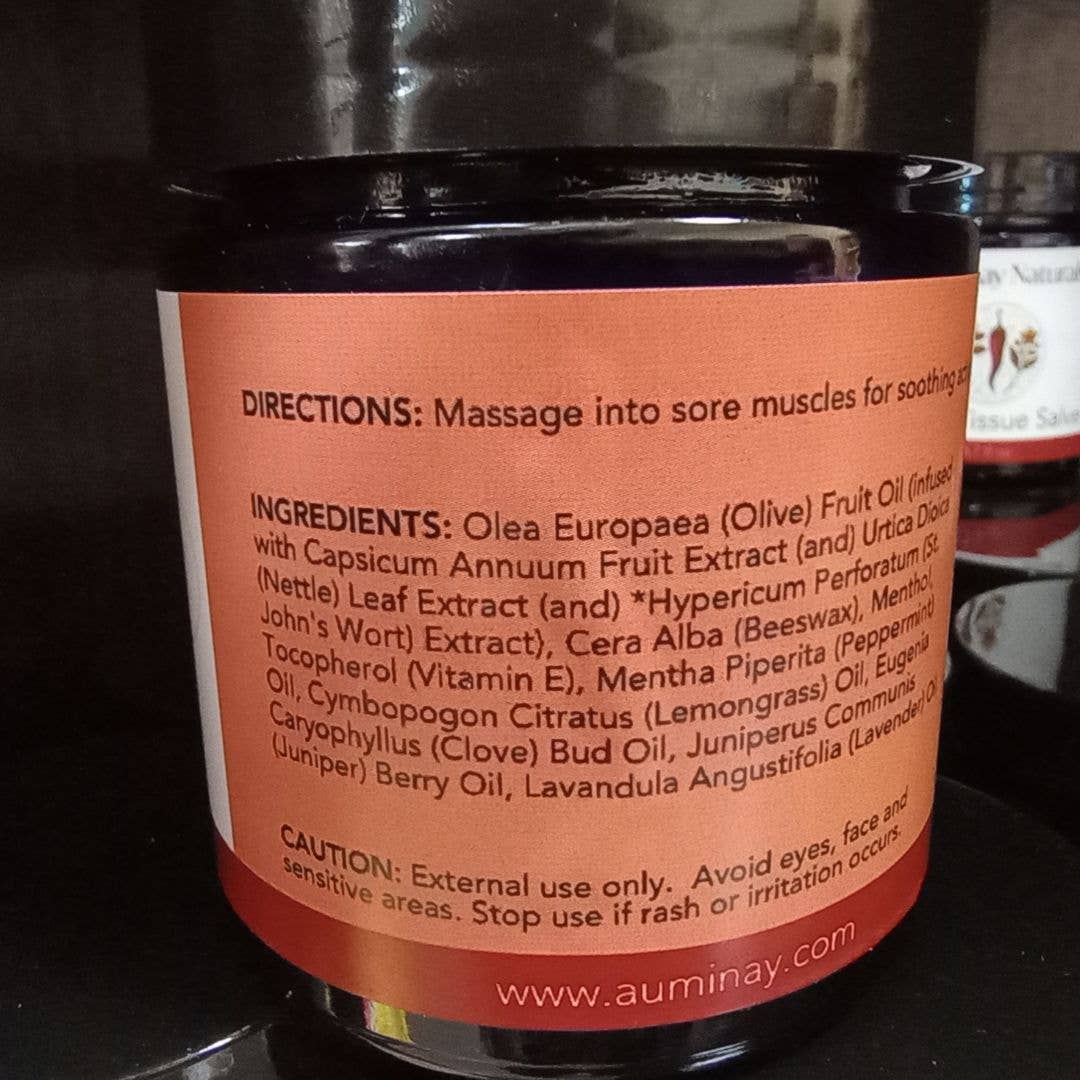 DIRECTIONS: Massage into sore muscles for soothing
INGREDIENTS: Olea Europaea (Olive) Fruit Oil (infused
with Capsicum Annuum Fruit Extract (and) Urtica Dioica
(Nettle) Leaf Extract (and) *Hypericum Perforatum (St.
John's Wort) Extract), Cera Alba (Beeswax), Menthol,
Tocopherol (Vitamin E), Mentha Piperita (Peppermint)
Oil, Cymbopogon Citratus (Lemongrass) Oil, Eugenia
Caryophyllus (Clove) Bud Oil, Juniperus Communis
(Juniper) Berry Oil, Lavandula Angustifolia (Lavender)
CAUTION: External use only. Avoid eyes, face and
sensitive areas. Stop use if rash or irritation occurs.
www.auminay.com